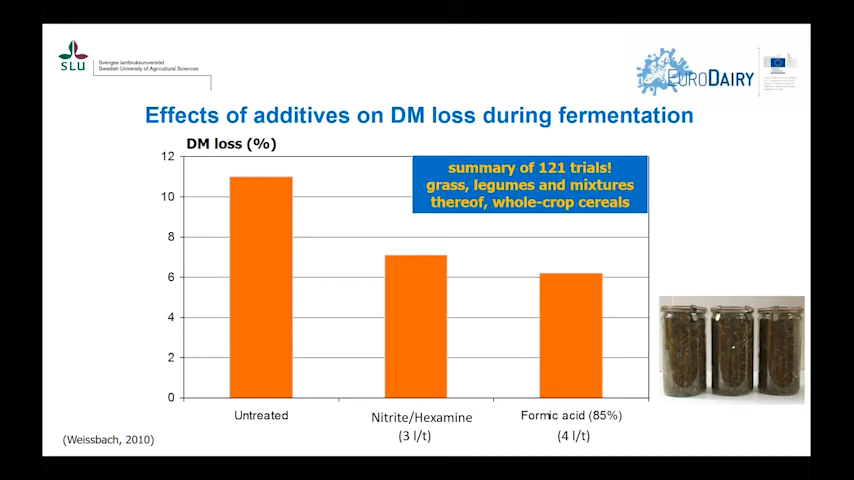 SLU
Sveriges lantbruksuniversitet
Swedish University of Agricultural Sciences
EURODAIRY
Effects of additives on DM loss during fermentation
DM loss (%)
summary of 121 trials!
grass, legumes and mixtures
thereof, whole-crop cereals
12
10
8
6
4
2
0
Untreated
Nitrite/Hexamine
(3 l/t)
Formic acid (85%)
(4 l/t)
(Weissbach, 2010)